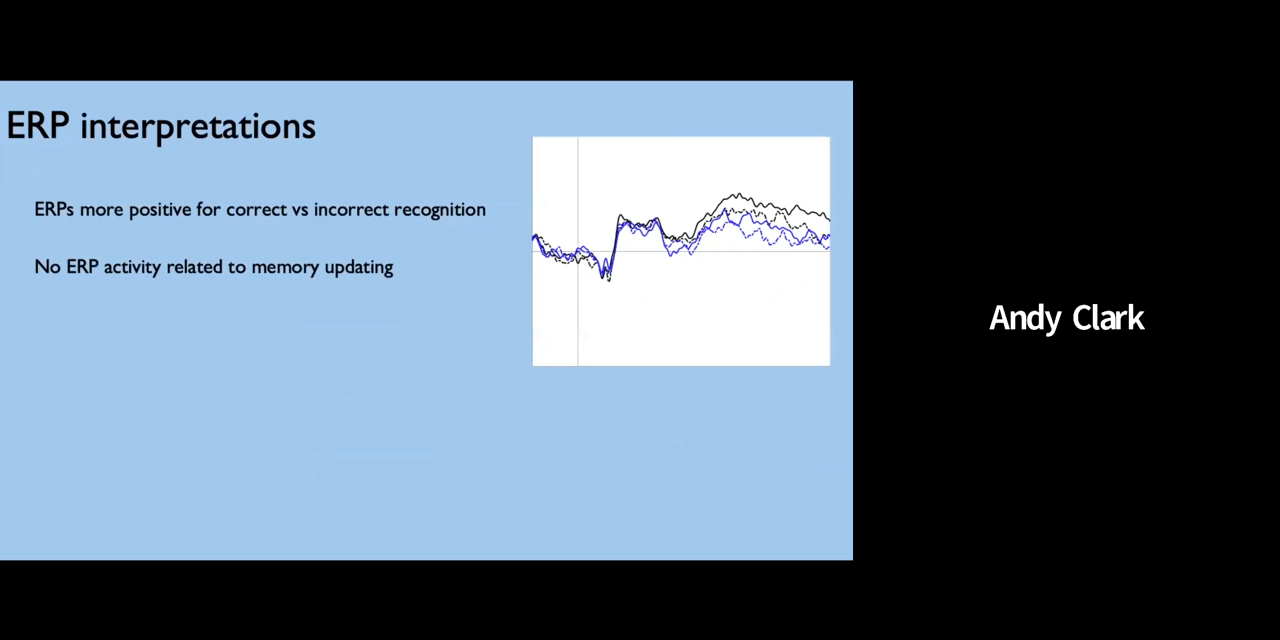 ERP interpretations
ERPs more positive for correct vs incorrect recognition
No ERP activity related to memory updating
Andy Clark